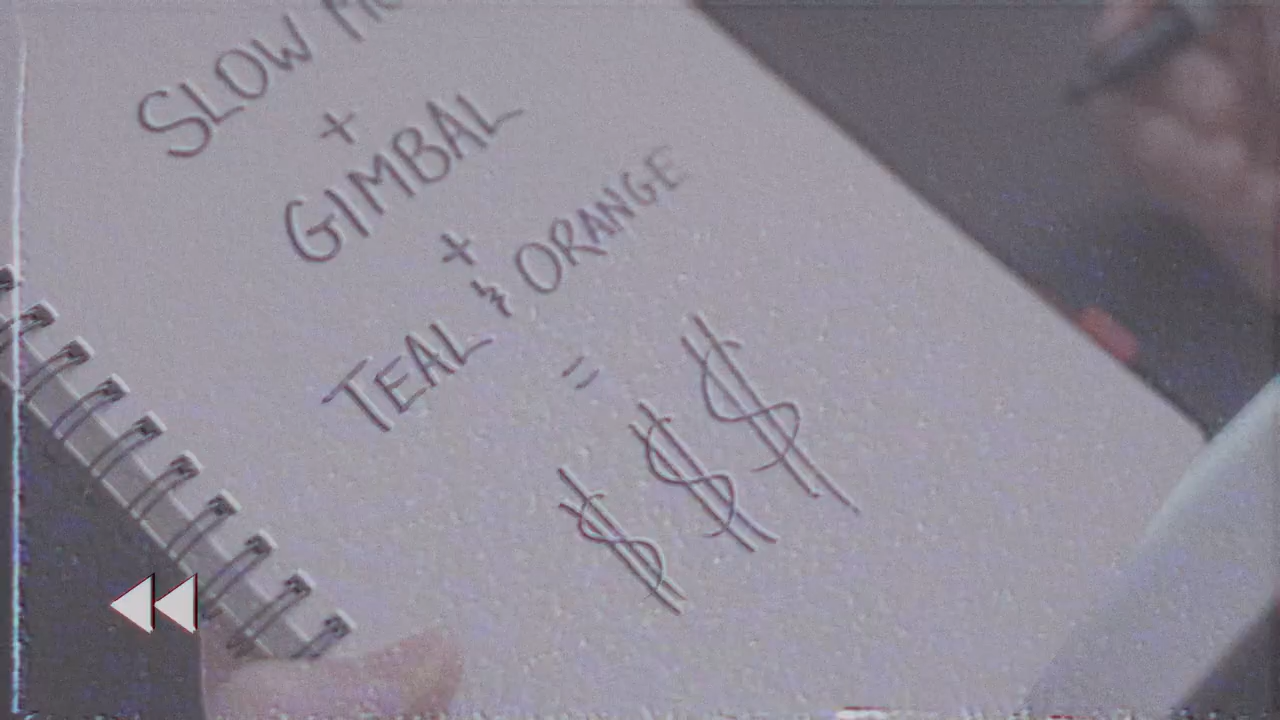 SLOW
+
GIMBAL
+
TEAL & ORANGE
=
$$$